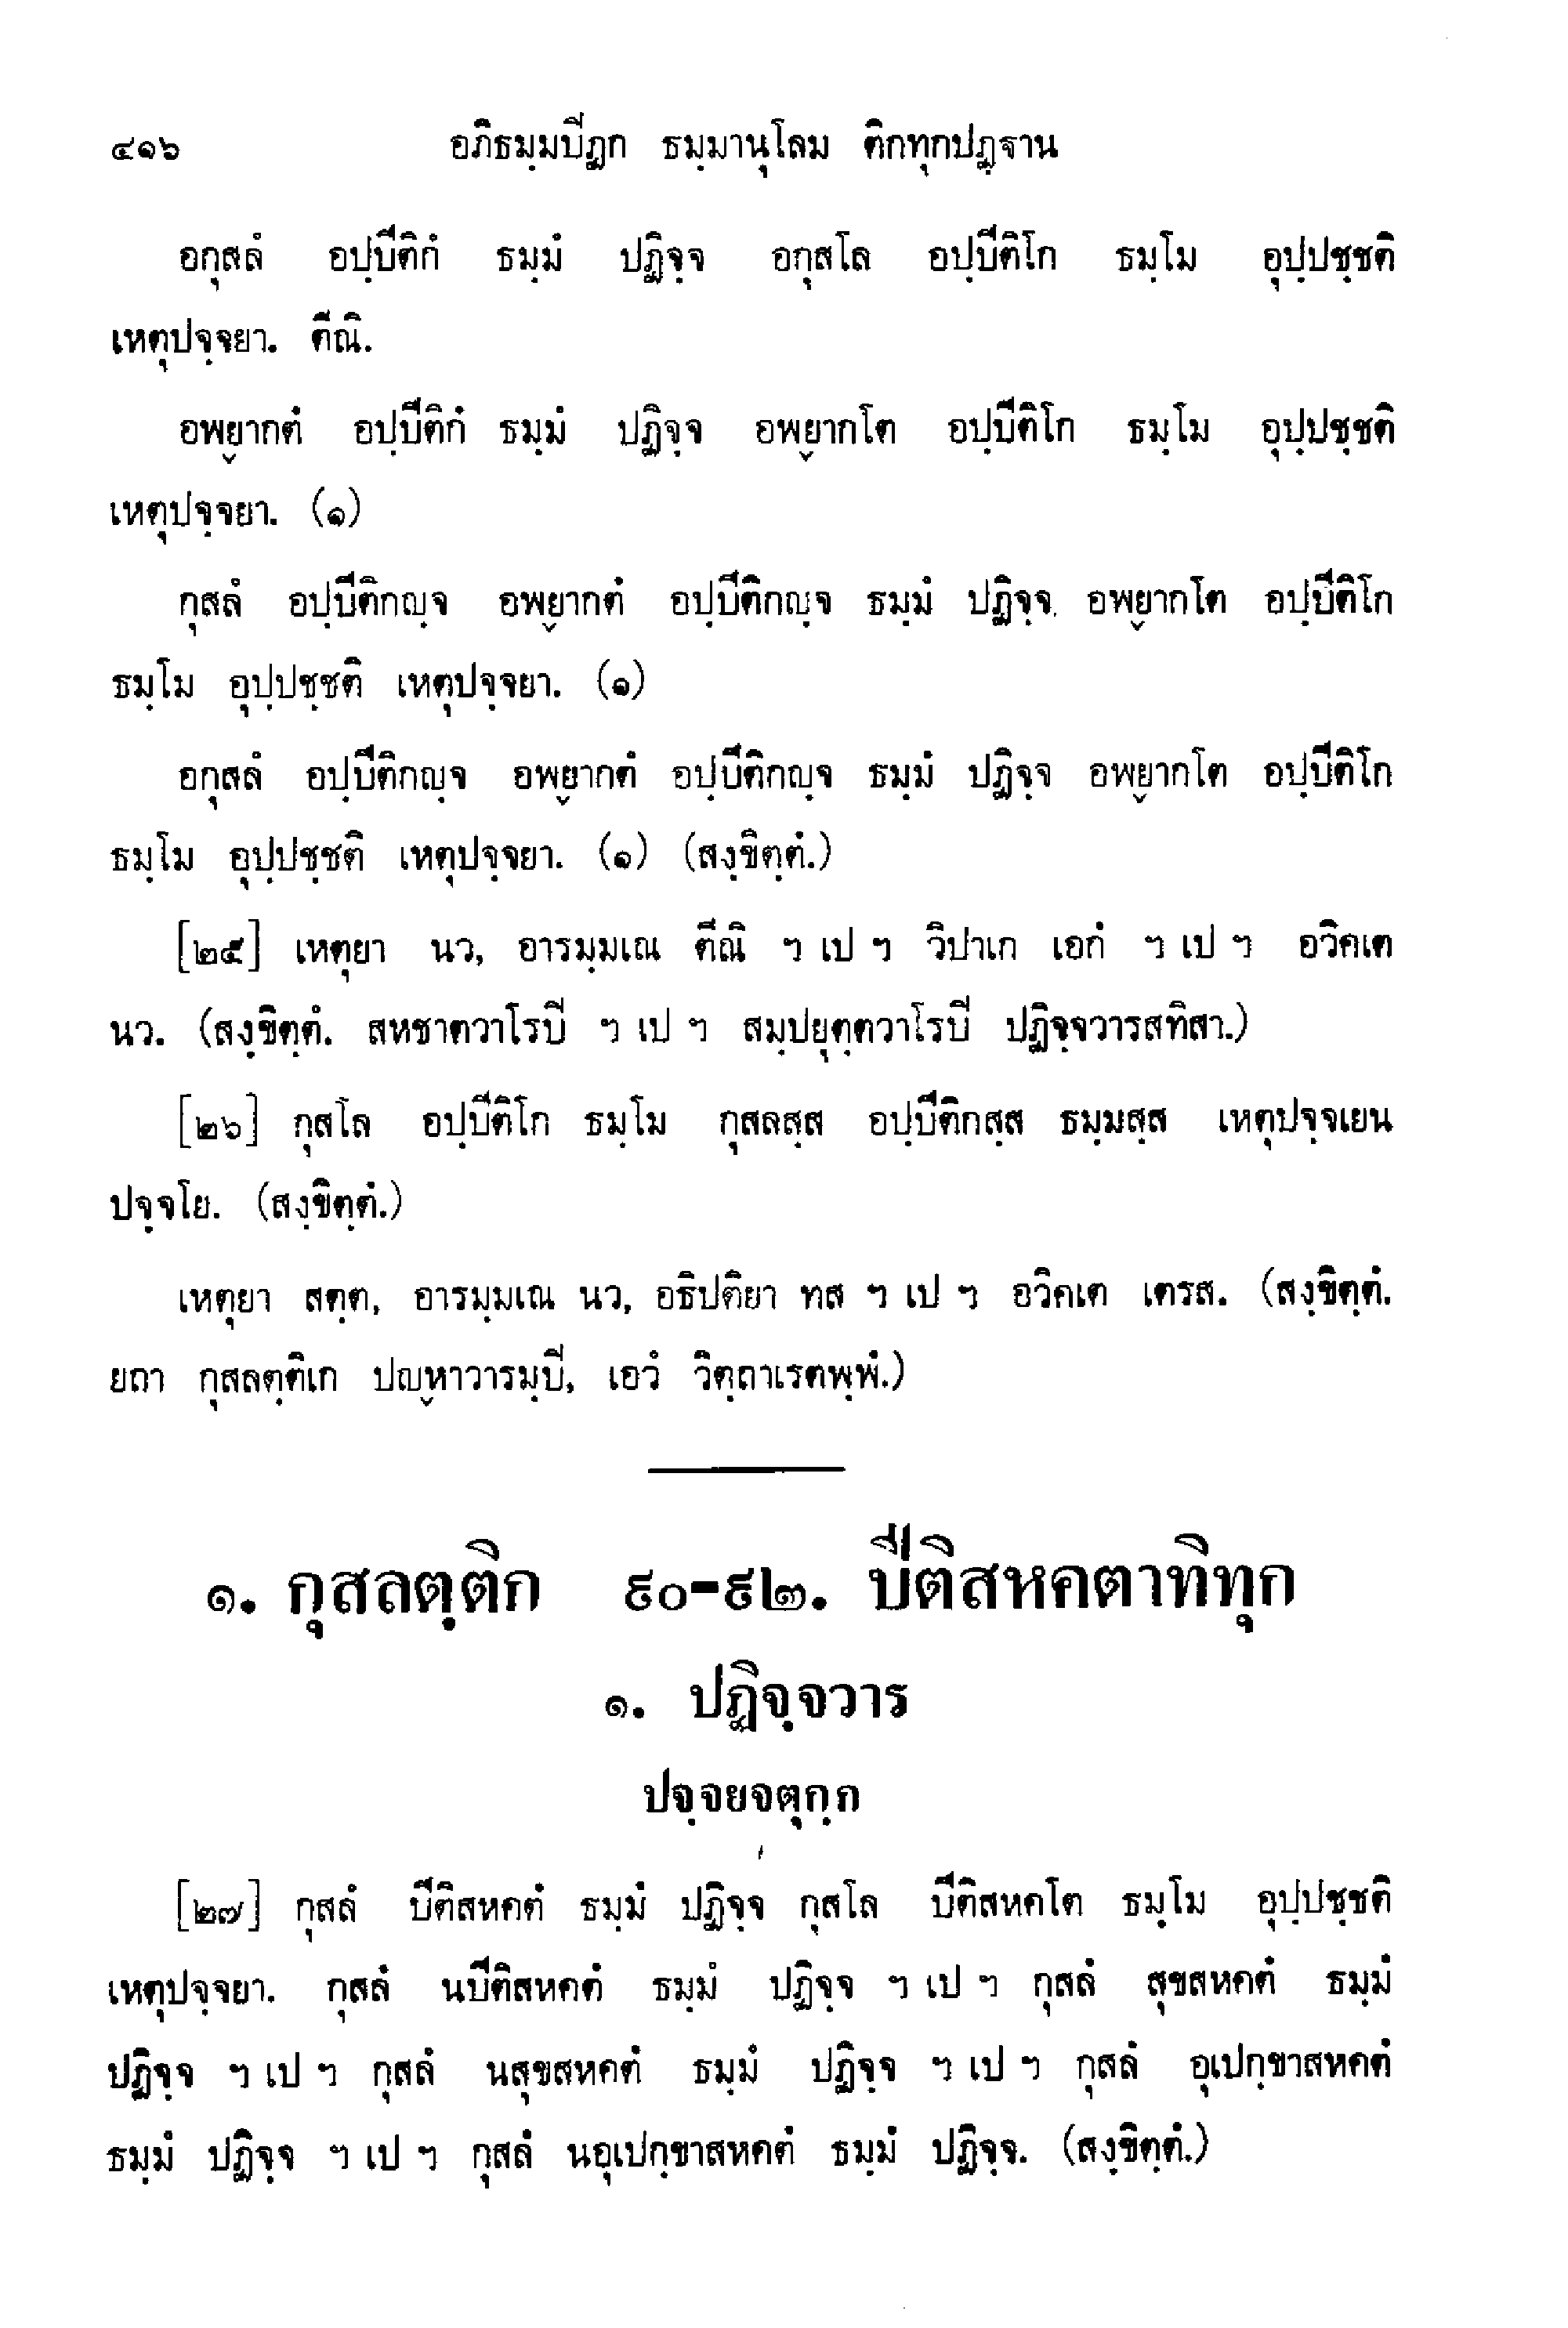 ๔๑๖ อภิธมฺมปิฏก ธมฺมานุโลม ติกทุกปฏฺฐาน
อกุสลํ อปฺปีติกํ ธมฺมํ ปฏิจฺจ อกุสโล อปฺปีติโก ธมฺโม อุปฺปชฺชติ
เหตุปจฺจยา. ตีณิ.
อพฺยากตํ อปฺปีติกํ ธมฺมํ ปฏิจฺจ อพฺยากโต อปฺปีติโก ธมฺโม อุปฺปชฺชติ
เหตุปจฺจยา. (๑)
กุสลํ อปฺปีติกญฺจ อพฺยากตํ อปฺปีติกญฺจ ธมฺมํ ปฏิจฺจ อพฺยากโต อปฺปีติโก
ธมฺโม อุปฺปชฺชติ เหตุปจฺจยา. (๑)
อกุสลํ อปฺปีติกญฺจ อพฺยากตํ อปฺปีติกญฺจ ธมฺมํ ปฏิจฺจ อพฺยากโต อปฺปีติโก
ธมฺโม อุปฺปชฺชติ เหตุปจฺจยา. (๑) (สงฺขิตฺตํ.)
[๒๕] เหตุยา นว, อารมฺมเณ ตีณิ ฯ เป ฯ วิปาเก เอกํ ฯ เป ฯ อวิคเต
นว. (สงฺขิตฺตํ. สหชาตวาโรปิ ฯ เป ฯ สมฺปยุตฺตวาโรปิ ปฏิจฺจวารสทิสา.)
[๒๖] กุสโล อปฺปีติโก ธมฺโม กุสลสฺส อปฺปีติกสฺส ธมฺมสฺส เหตุปจฺจเยน
ปจฺจโย. (สงฺขิตฺตํ.)
เหตุยา สตฺต, อารมฺมเณ นว, อธิปติยา ทส ฯ เป ฯ อวิคเต เตรส. (สงฺขิตฺตํ.
ยถา กุสลตฺติเก ปญฺหาวารมฺปิ, เอวํ วิตฺถาเรตพฺพํ.)
๑. กุสลตฺติก ๙๐-๙๒. ปีติสหคตาทิทุก
๑. ปฏิจฺจวาร
ปจฺจยจตุกฺก
[๒๗] กุสลํ ปีติสหคตํ ธมฺมํ ปฏิจฺจ กุสโล ปีติสหคโต ธมฺโม อุปฺปชฺชติ
เหตุปจฺจยา. กุสลํ นปีติสหคตํ ธมฺมํ ปฏิจฺจ ฯ เป ฯ กุสลํ สุขสหคตํ ธมฺมํ
ปฏิจฺจ ฯ เป ฯ กุสลํ นสุขสหคตํ ธมฺมํ ปฏิจฺจ ฯ เป ฯ กุสลํ อุเปกฺขาสหคตํ
ธมฺมํ ปฏิจฺจ ฯ เป ฯ กุสลํ นอุเปกฺขาสหคตํ ธมฺมํ ปฏิจฺจ. (สงฺขิตฺตํ.)